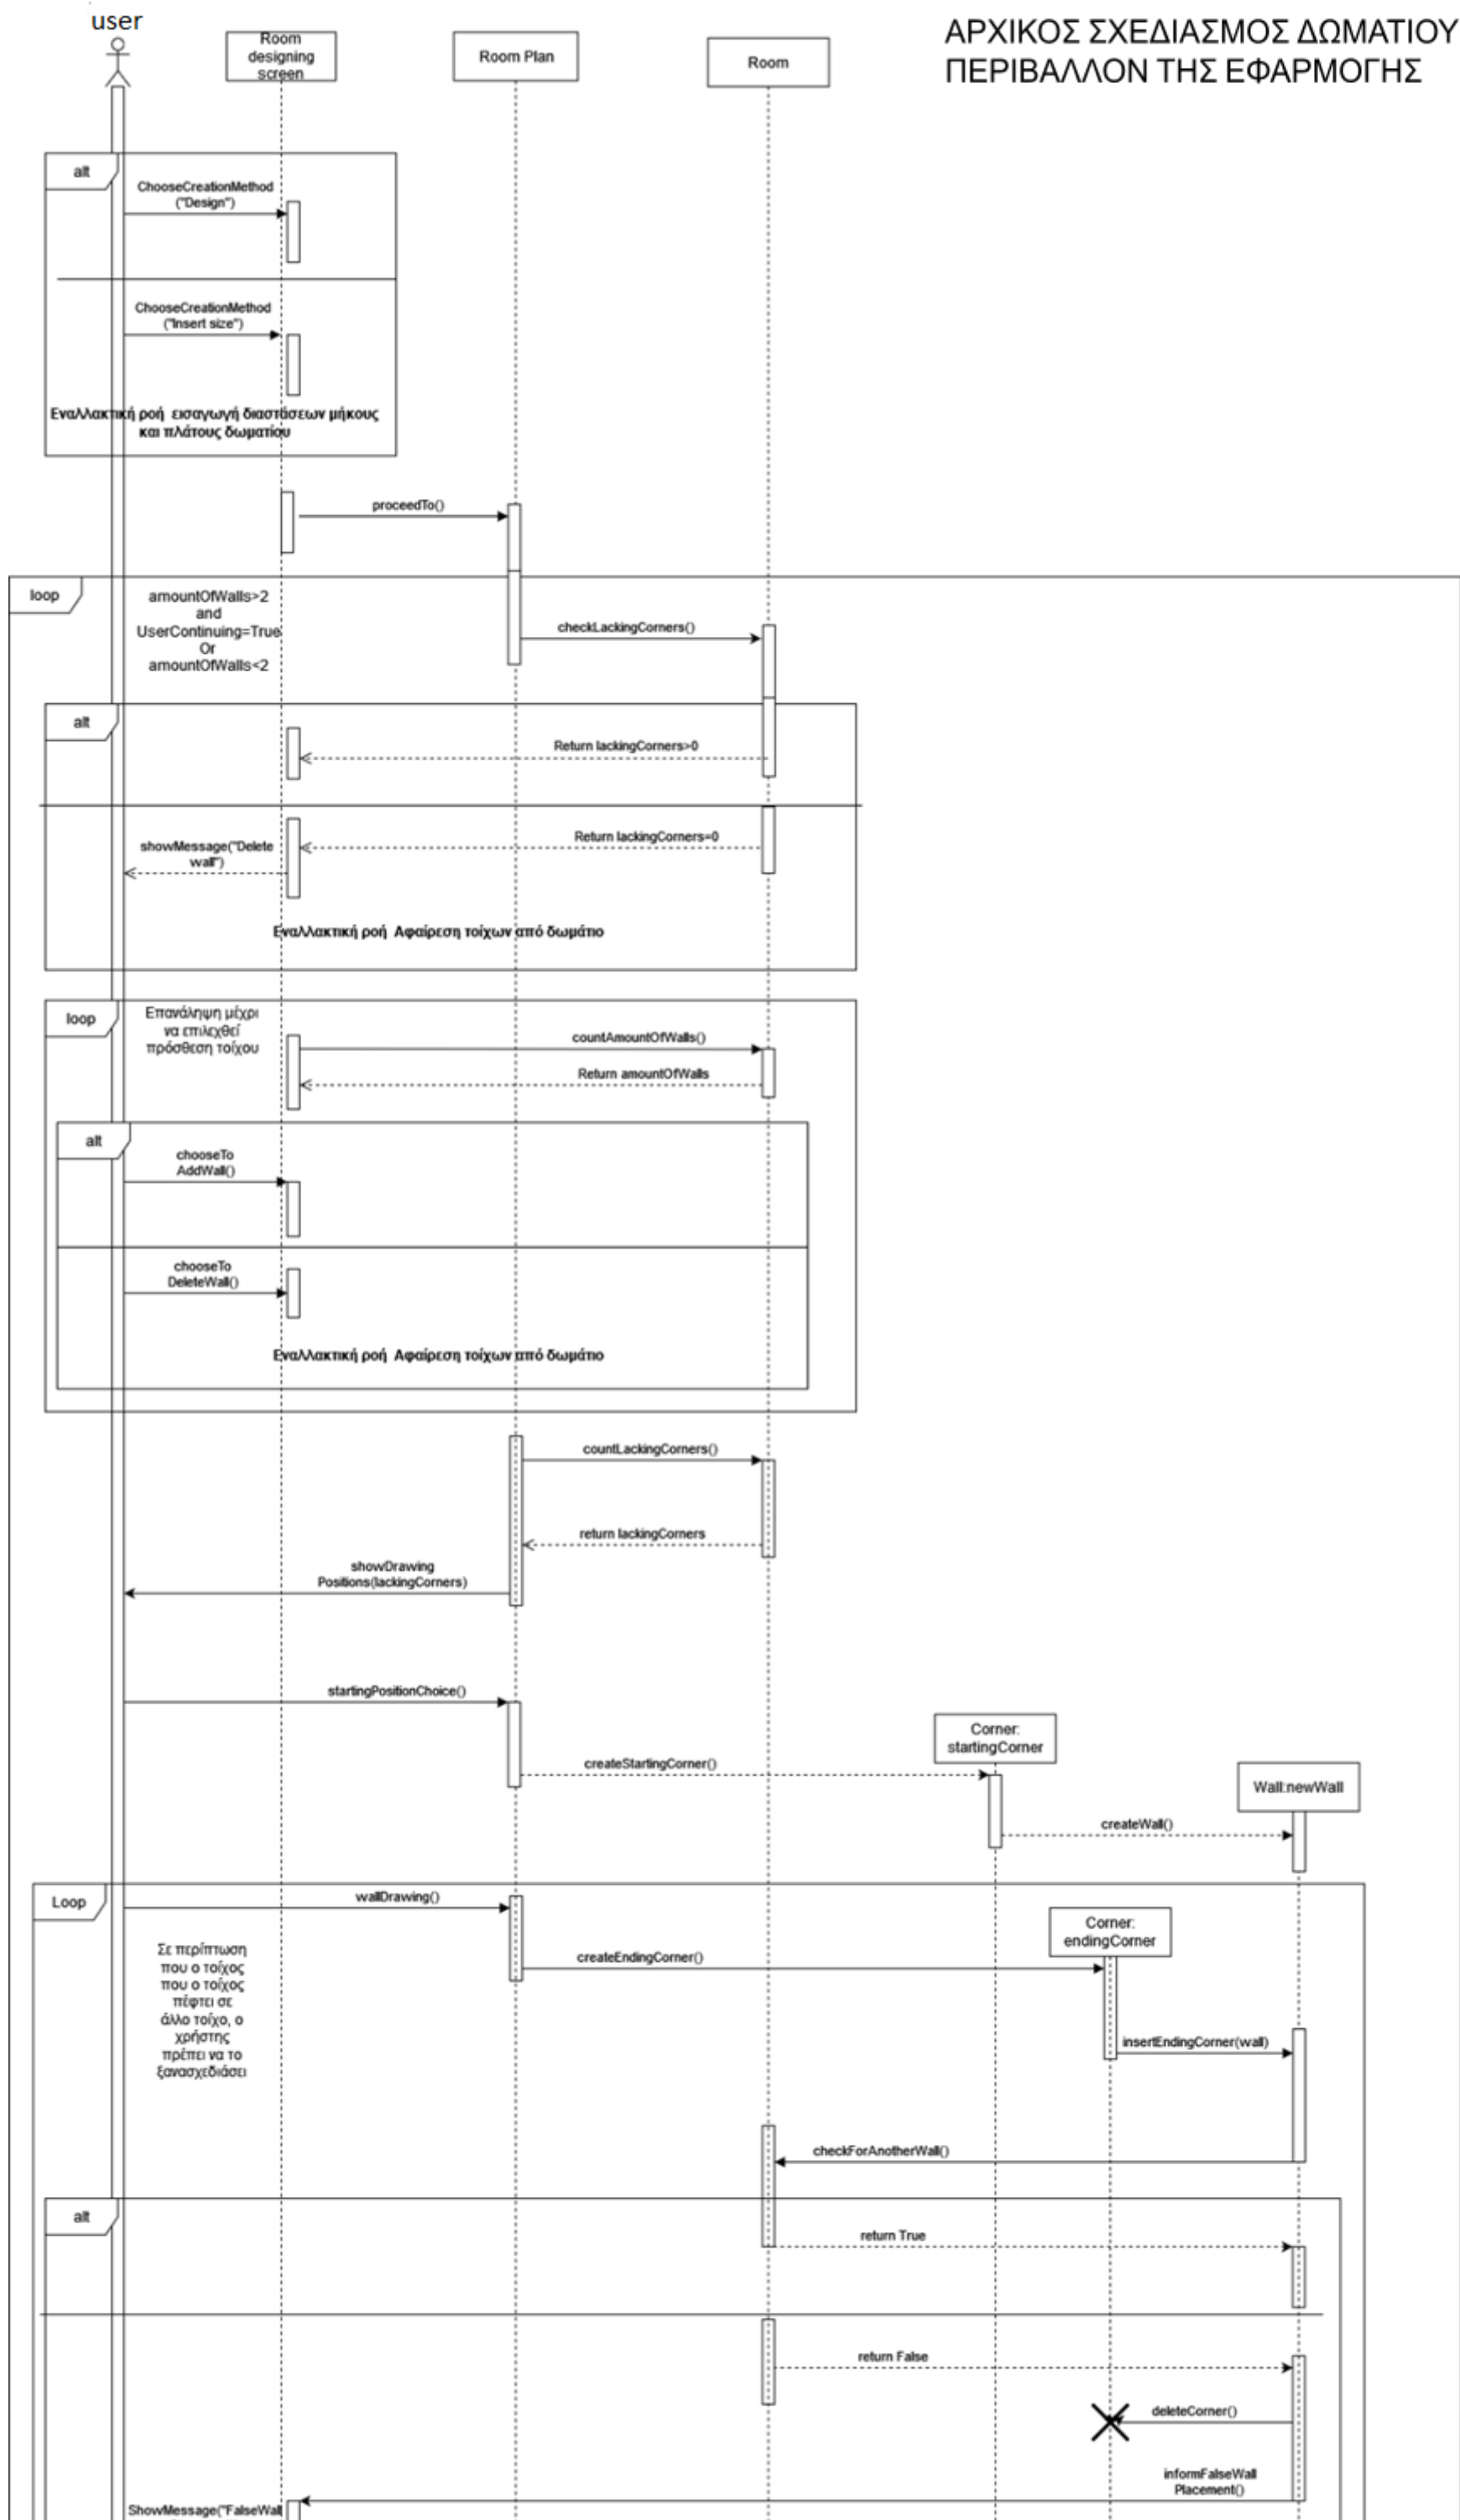 user
Room
designing
screen
Room Plan
Room
ΑΡΧΙΚΟΣ ΣΧΕΔΙΑΣΜΟΣ ΔΩΜΑΤΙΟΥ
ΠΕΡΙΒΑΛΛΟΝ ΤΗΣ ΕΦΑΡΜΟΓΗΣ
alt
ChooseCreationMethod
("Design")
ChooseCreationMethod
("Insert size")
Εναλλακτική ροή εισαγωγή διαστάσεων μήκους
και πλάτους δωματίου
proceedTo()
loop
amountOfWalls>2
and
UserContinuing=True
Or
amountOfWalls<2
checkLackingCorners()
alt
Return lackingCorners>0
Return lackingCorners=0
showMessage("Delete
wall")
Εναλλακτική ροή Αφαίρεση τοίχων από δωμάτιο
loop
Επανάληψη μέχρι
να επιλεχθεί
πρόσθεση τοίχου
countAmountOfWalls()
Return amountOfWalls
alt
chooseTo
AddWall()
chooseTo
DeleteWall()
Εναλλακτική ροή Αφαίρεση τοίχων από δωμάτιο
countLackingCorners()
return lackingCorners
showDrawing
Positions(lackingCorners)
startingPositionChoice()
Corner:
startingCorner
createStartingCorner()
Wall:newWall
createWall()
Loop
wallDrawing()
Corner:
endingCorner
createEndingCorner()
Σε περίπτωση
που ο τοίχος
που ο τοίχος
πέφτει σε
άλλο τοίχο, ο
χρήστης
πρέπει να το
ξανασχεδιάσει
insertEndingCorner(wall)
checkForAnotherWall()
alt
return True
return False
deleteCorner()
informFalseWall
Placement()
ShowMessage("FalseWall